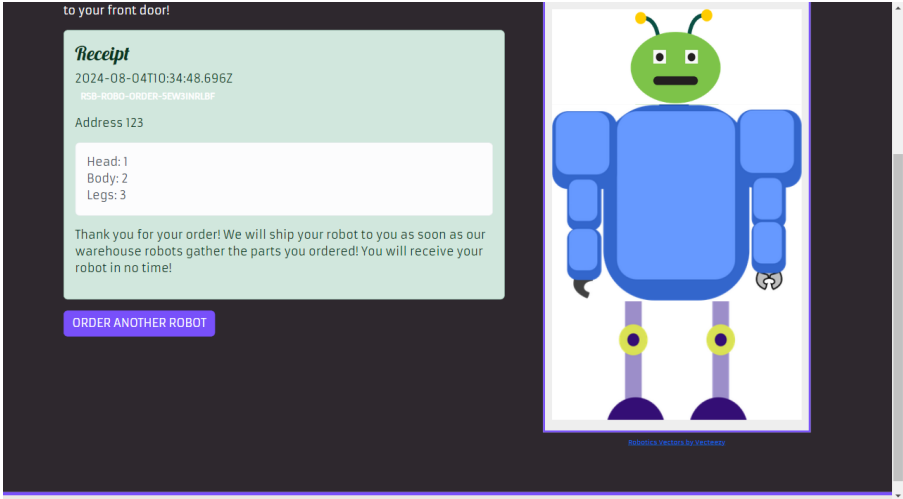 to your front door!
Receipt
2024-08-04T10:34:48.696Z
RSB-ROBO-ORDER-5EW3INRLBF
Address 123
Head: 1
Body: 2
Legs: 3
Thank you for your order! We will ship your robot to you as soon as our
warehouse robots gather the parts you ordered! You will receive your
robot in no time!
ORDER ANOTHER ROBOT
Robotics Vectors by Vecteezy